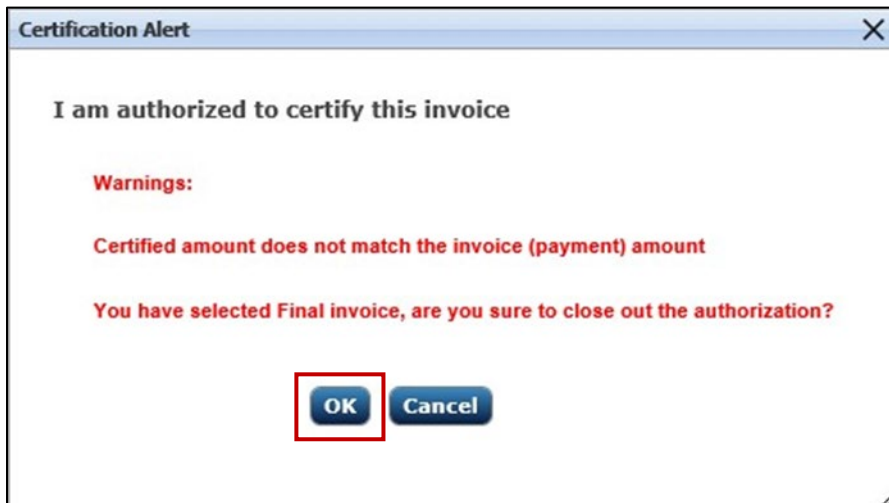 Certification Alert
I am authorized to certify this invoice
Warnings:
Certified amount does not match the invoice (payment) amount
You have selected Final invoice, are you sure to close out the authorization?
OK Cancel